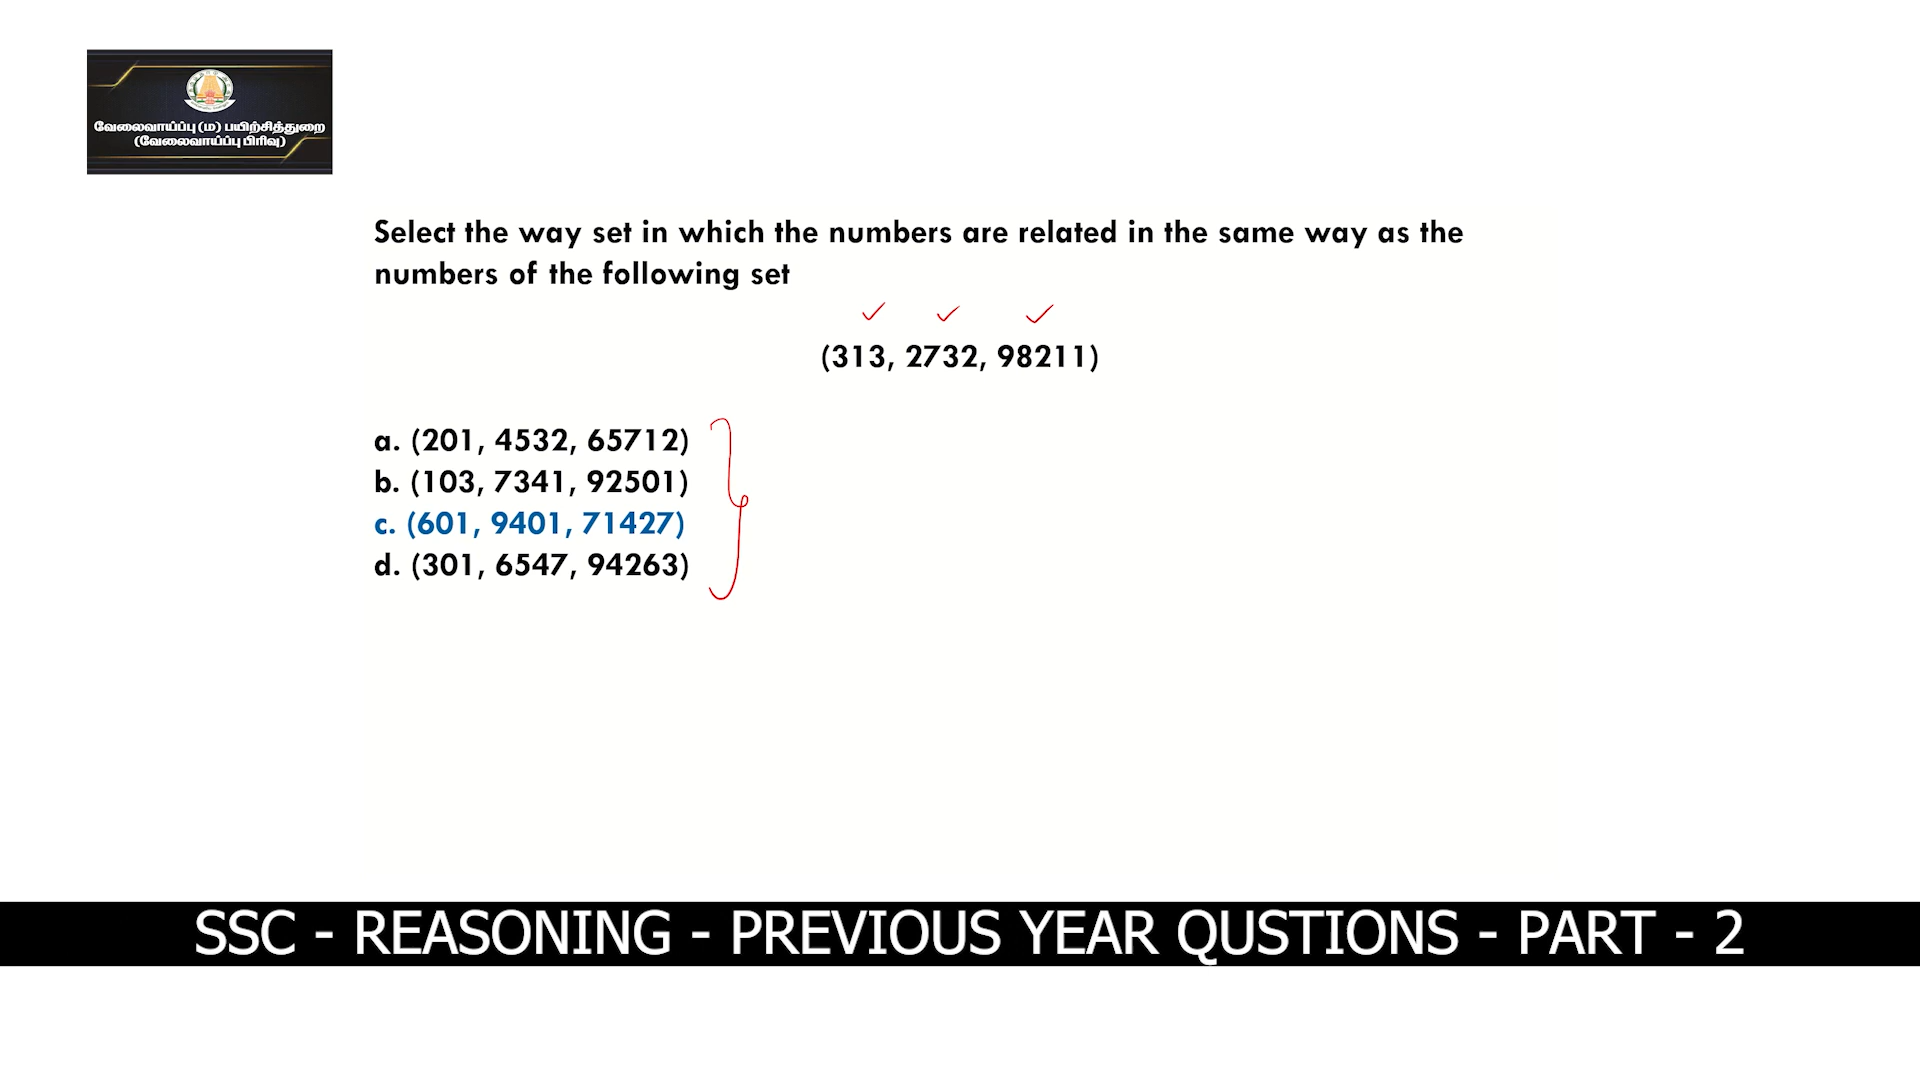 வேலைவாய்ப்பு (ம) பயிற்சித்துறை
(வேலைவாய்ப்பு பிரிவு)
Select the way set in which the numbers are related in the same way as the
numbers of the following set
(313, 2732, 98211)
a. (201, 4532, 65712)
b. (103, 7341, 92501)
c. (601, 9401, 71427)
d. (301, 6547, 94263)
SSC - REASONING - PREVIOUS YEAR QUSTIONS - PART - 2